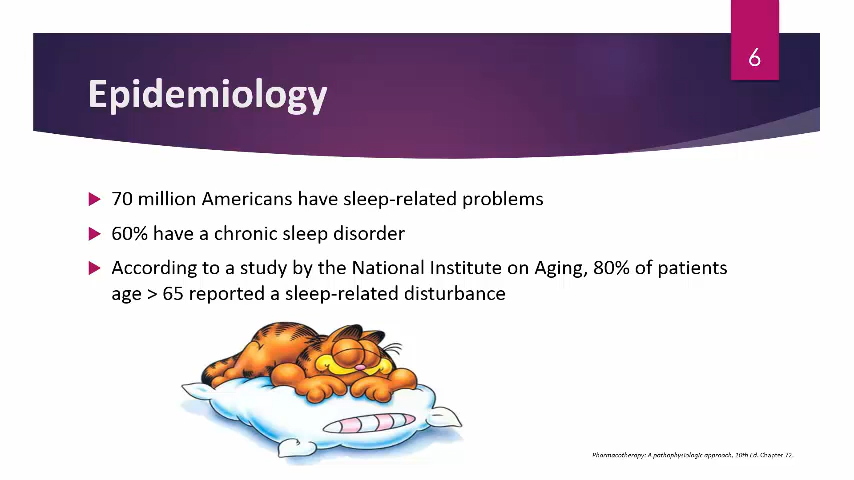 6
Epidemiology
70 million Americans have sleep-related problems
60% have a chronic sleep disorder
According to a study by the National Institute on Aging, 80% of patients
age > 65 reported a sleep-related disturbance
Pharmacotherapy: A pathophysiologic approach, 10th Ed. Chapter 72.